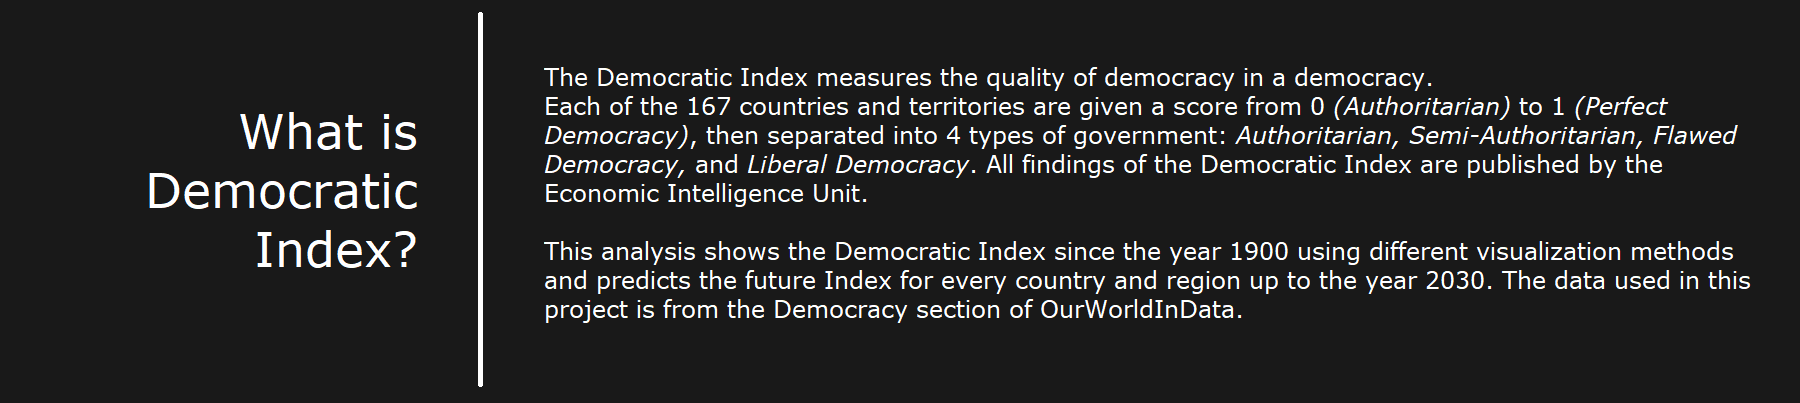 What is
Democratic
Index?
The Democratic Index measures the quality of democracy in a democracy.
Each of the 167 countries and territories are given a score from 0 (Authoritarian) to 1 (Perfect
Democracy), then separated into 4 types of government: Authoritarian, Semi-Authoritarian, Flawed
Democracy, and Liberal Democracy. All findings of the Democratic Index are published by the
Economic Intelligence Unit.
This analysis shows the Democratic Index since the year 1900 using different visualization methods
and predicts the future Index for every country and region up to the year 2030. The data used in this
project is from the Democracy section of OurWorldInData.